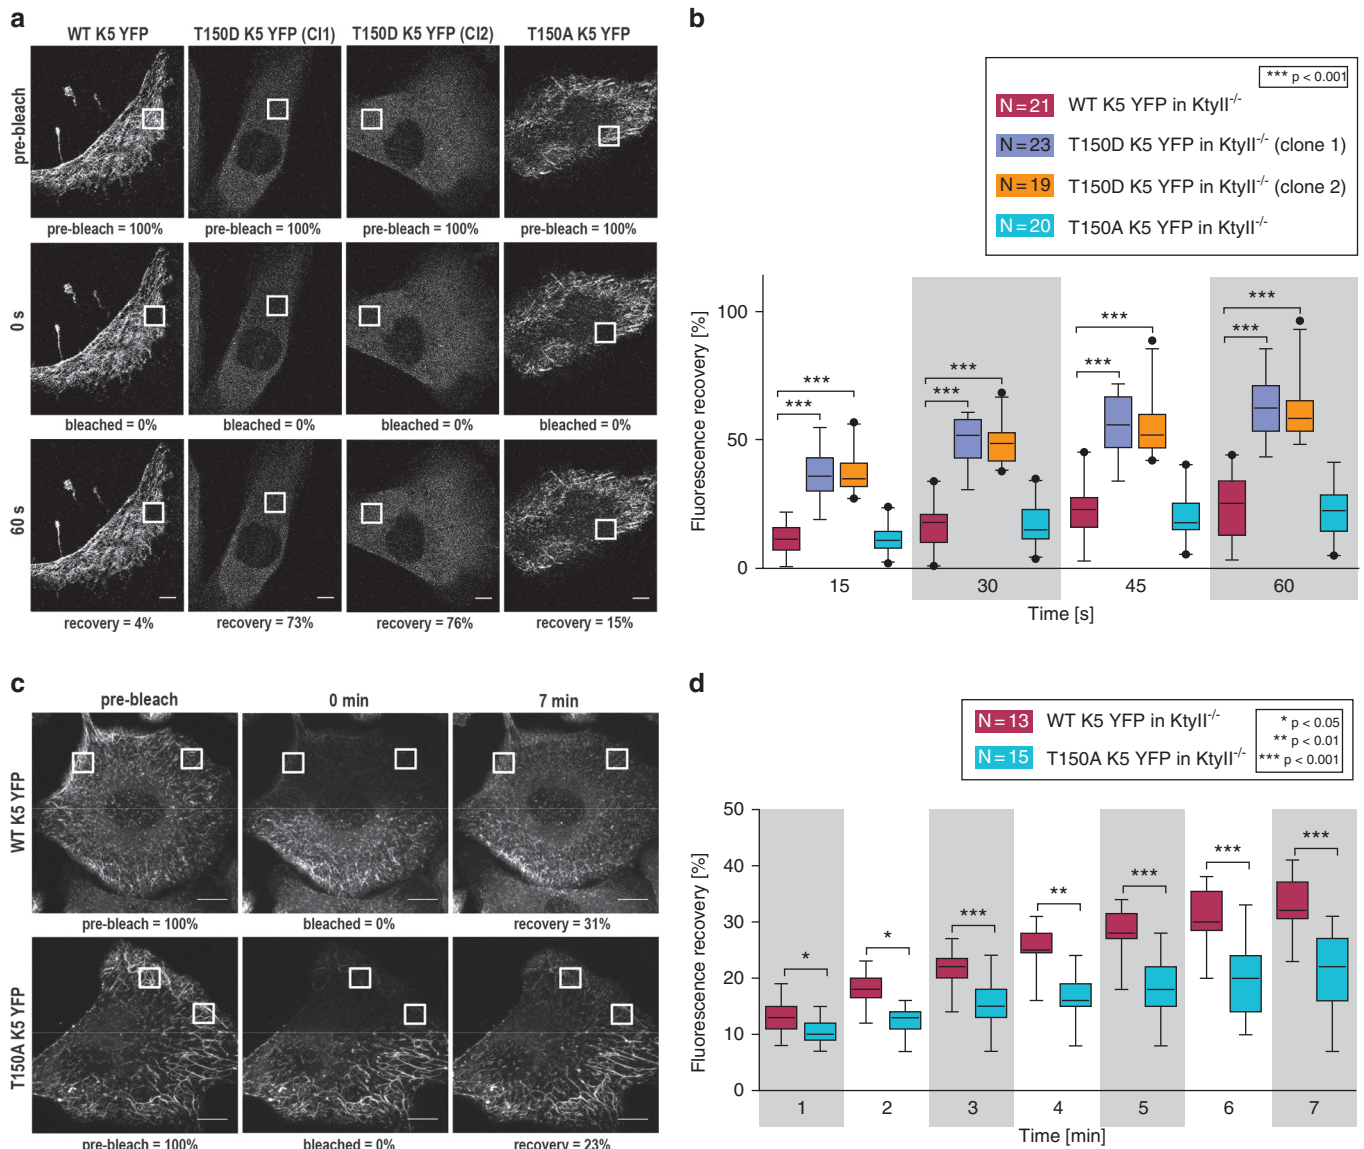 a
WT K5 YFP
T150D K5 YFP (Cl1)
T150D K5 YFP (Cl2)
T150A K5 YFP
pre-bleach
pre-bleach = 100%
pre-bleach = 100%
pre-bleach = 100%
pre-bleach = 100%
0 s
bleached = 0%
bleached = 0%
bleached = 0%
bleached = 0%
60 s
recovery = 4%
recovery = 73%
recovery = 76%
recovery = 15%
b
*** p < 0.001
N=21 WT K5 YFP in KtyII-/-
N=23 T150D K5 YFP in KtyII-/- (clone 1)
N=19 T150D K5 YFP in KtyII-/- (clone 2)
N=20 T150A K5 YFP in KtyII-/-
Fluorescence recovery [%]
100
50
0
*** *** *** *** *** *** *** ***
15 30 45 60
Time [s]
c
pre-bleach 0 min 7 min
WT K5 YFP
pre-bleach = 100%
bleached = 0%
recovery = 31%
T150A K5 YFP
pre-bleach = 100%
bleached = 0%
recovery = 23%
d
N=13 WT K5 YFP in KtyII-/-
N=15 T150A K5 YFP in KtyII-/-
* p < 0.05
** p < 0.01
*** p < 0.001
Fluorescence recovery [%]
50
40
30
20
10
0
* * *** ** *** *** ***
1 2 3 4 5 6 7
Time [min]